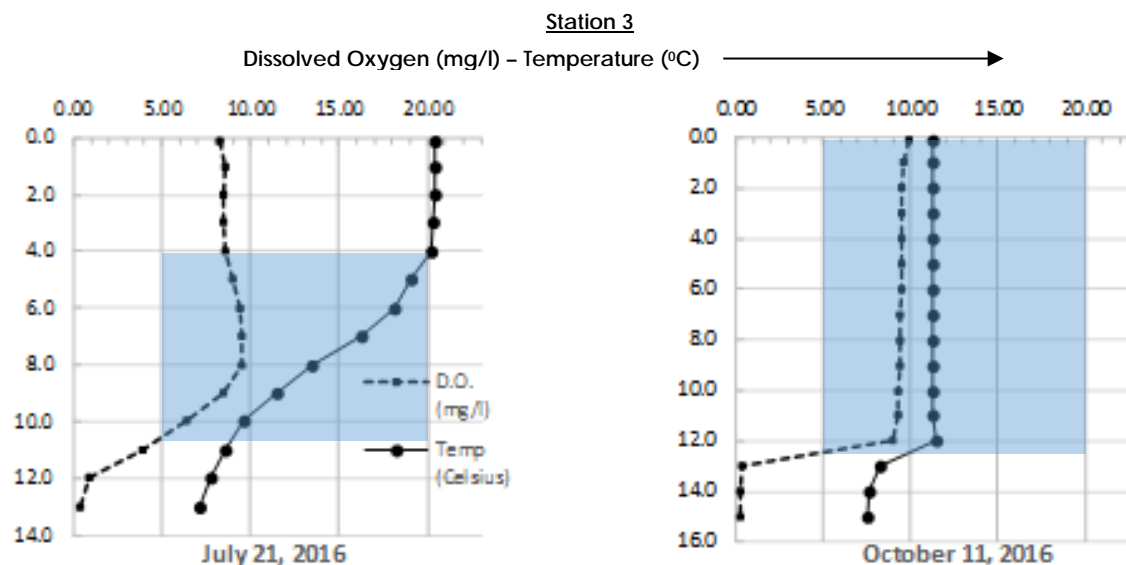 Station 3
Dissolved Oxygen (mg/l) – Temperature (⁰C)
0.00 5.00 10.00 15.00 20.00
0.0
2.0
4.0
6.0
8.0
10.0
12.0
14.0
D.O.
(mg/l)
Temp
(Celsius)
July 21, 2016
0.00 5.00 10.00 15.00 20.00
0.0
2.0
4.0
6.0
8.0
10.0
12.0
14.0
16.0
October 11, 2016